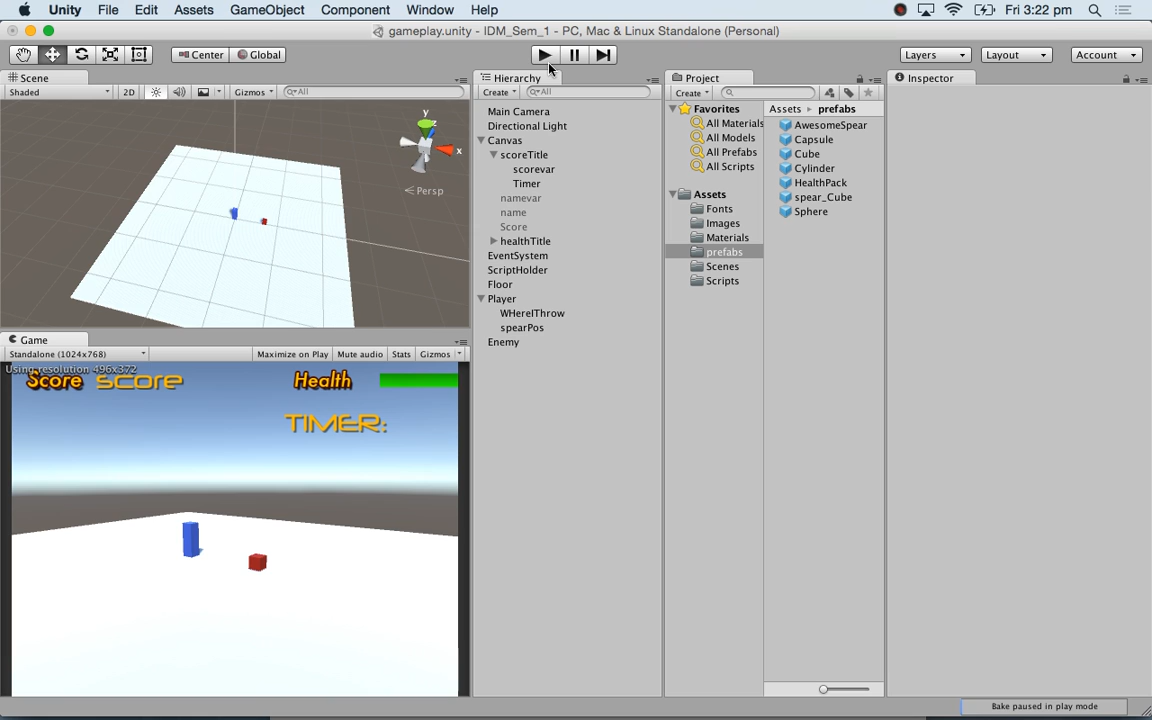 Unity File Edit Assets GameObject Component Window Help Fri 3:22 pm
gameplay.unity - IDM_Sem_1 - PC, Mac & Linux Standalone (Personal)
Center Global Layers Layout Account
Scene
Shaded 2D Gizmos All
y
z
x
Persp
Game
Standalone (1024x768) Maximize on Play Mute audio Stats Gizmos
Using resolution 496x372
Score score Health
TIMER:
Hierarchy
Create All
Main Camera
Directional Light
Canvas
scoreTitle
scorevar
Timer
namevar
name
Score
healthTitle
EventSystem
ScriptHolder
Floor
Player
WHereIThrow
spearPos
Enemy
Project
Create
Favorites
All Materials
All Models
All Prefabs
All Scripts
Assets
Fonts
Images
Materials
prefabs
Scenes
Scripts
Assets prefabs
AwesomeSpear
Capsule
Cube
Cylinder
HealthPack
spear_Cube
Sphere
Inspector
Bake paused in play mode